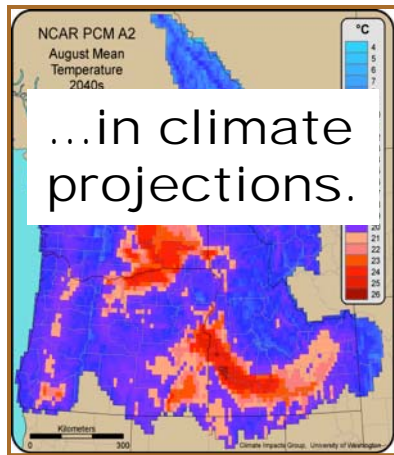 NCAR PCM A2
August Mean
Temperature
2040s
°C
4
5
6
7
…in climate
projections.
20
21
22
23
24
25
26
Kilometers
0
300
Climate Impacts Group, University of Washington